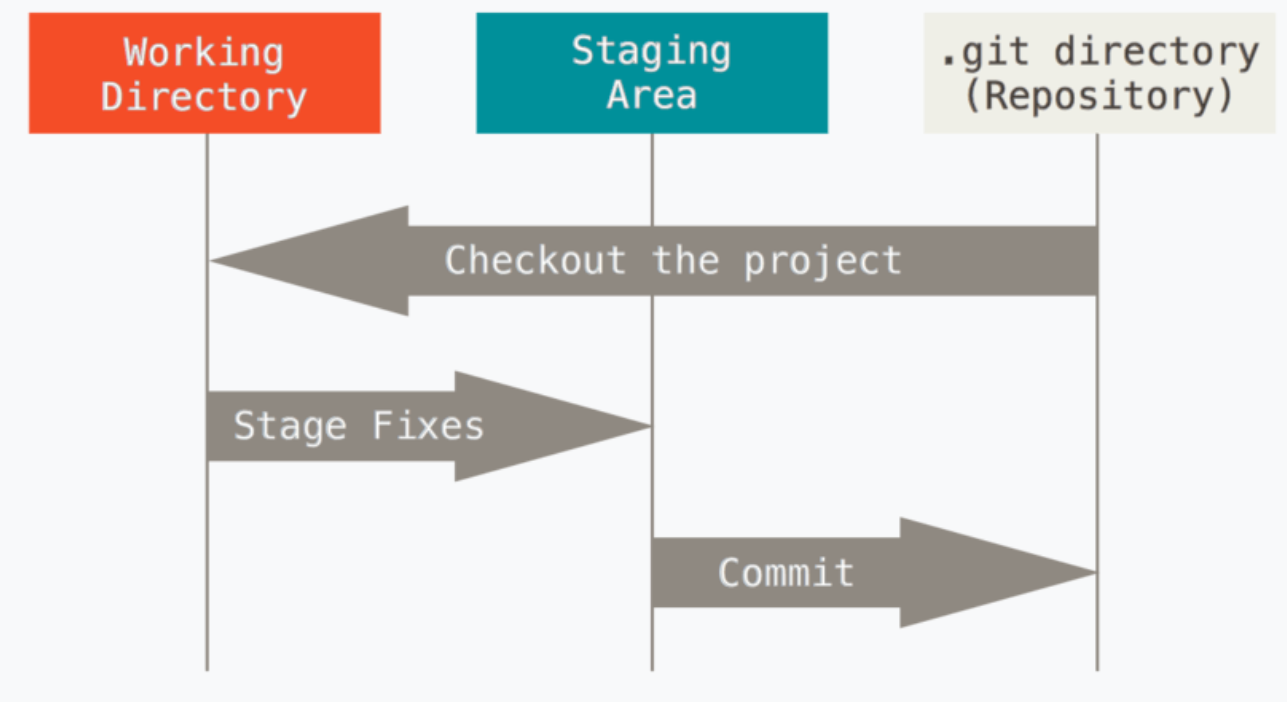 Working
Directory
Staging
Area
.git directory
(Repository)
Checkout the project
Stage Fixes
Commit